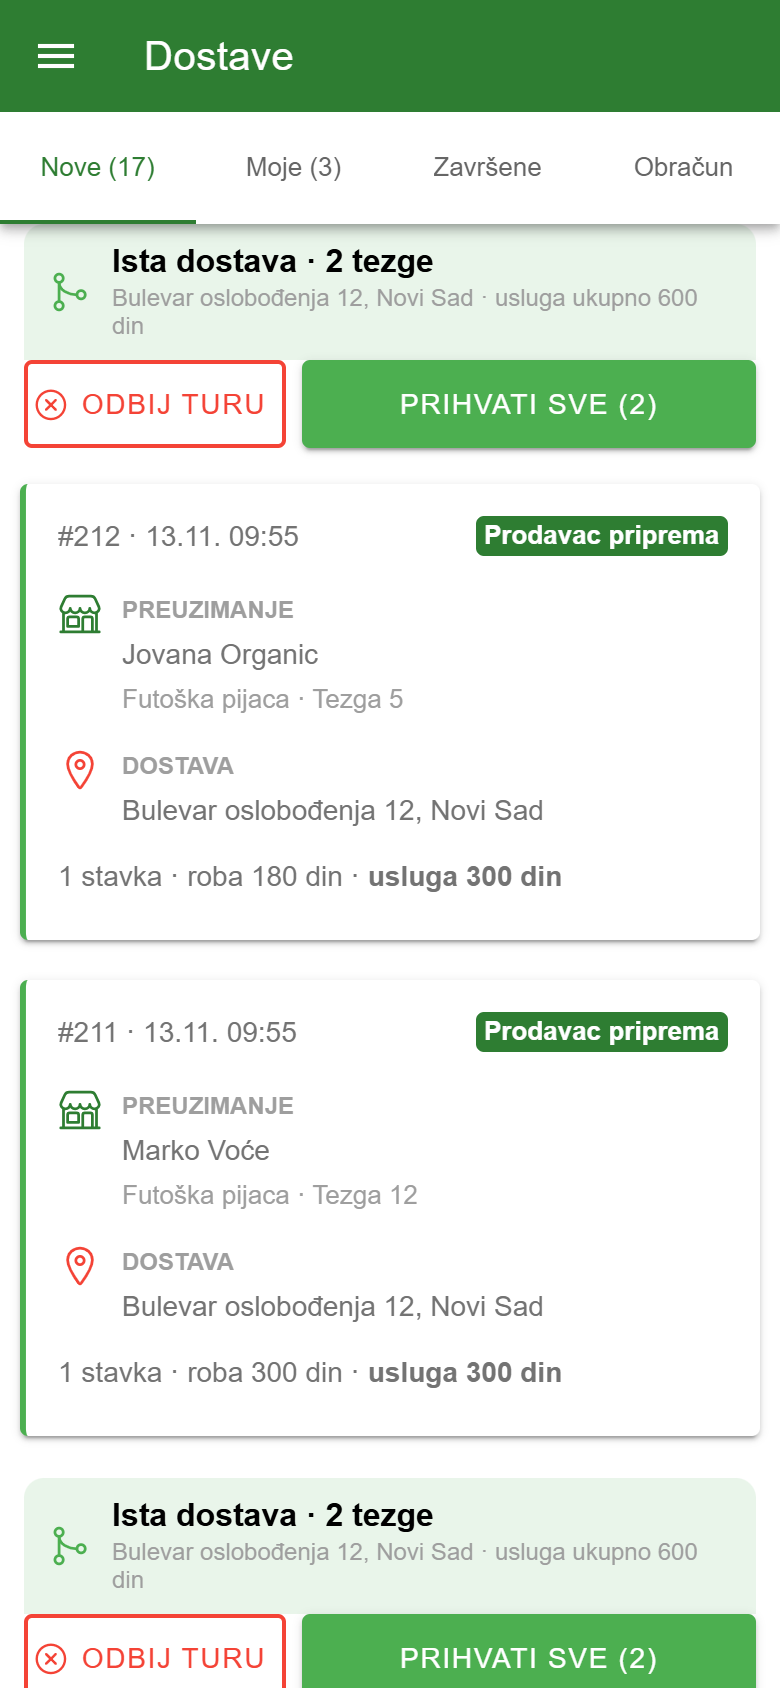 Dostave
Nove (17)
Moje (3)
Završene
Obračun
Ista dostava · 2 tezge
Bulevar oslobođenja 12, Novi Sad · usluga ukupno 600
din
ODBIJ TURU
PRIHVATI SVE (2)
#212 · 13.11. 09:55
Prodavac priprema
PREUZIMANJE
Jovana Organic
Futoška pijaca · Tezga 5
DOSTAVA
Bulevar oslobođenja 12, Novi Sad
1 stavka · roba 180 din · usluga 300 din
#211 · 13.11. 09:55
Prodavac priprema
PREUZIMANJE
Marko Voće
Futoška pijaca · Tezga 12
DOSTAVA
Bulevar oslobođenja 12, Novi Sad
1 stavka · roba 300 din · usluga 300 din
Ista dostava · 2 tezge
Bulevar oslobođenja 12, Novi Sad · usluga ukupno 600
din
ODBIJ TURU
PRIHVATI SVE (2)